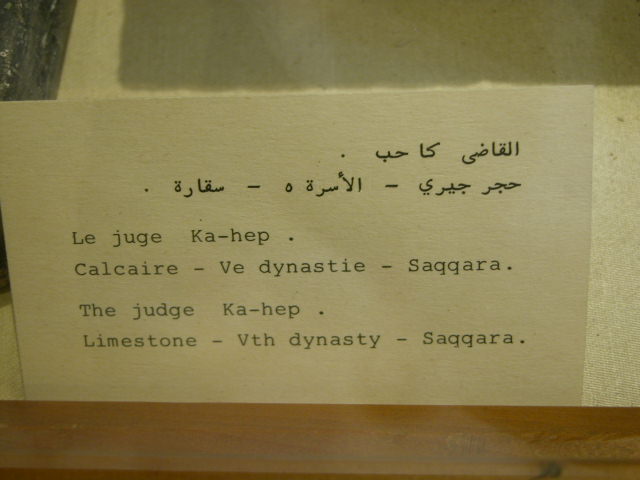 القاضى كا حب .
حجر جيري - الأسرة ٥ - سقارة .
Le juge Ka-hep .
Calcaire - Ve dynastie - Saqqara.
The judge Ka-hep .
Limestone - Vth dynasty - Saqqara.